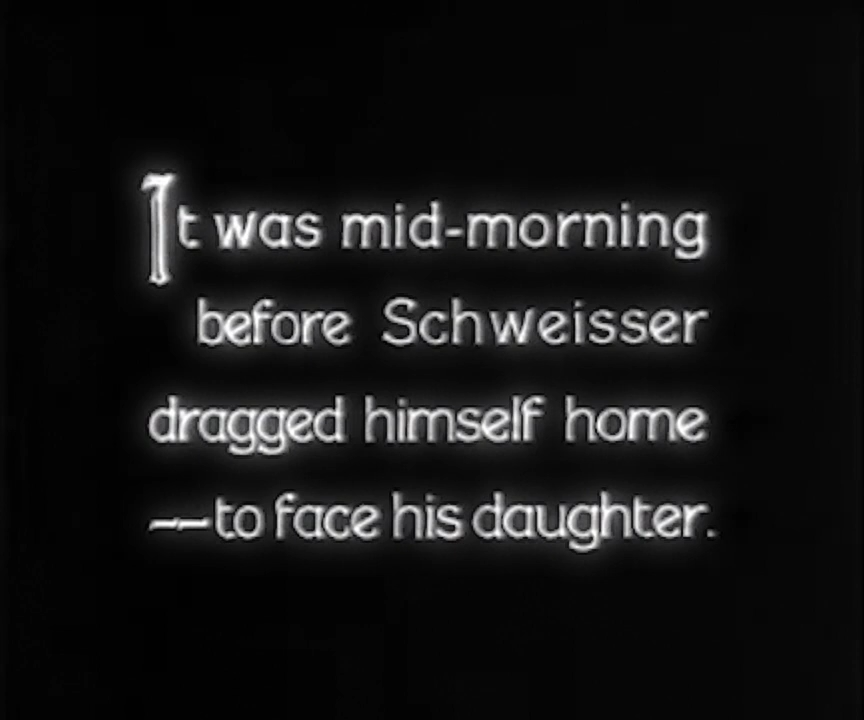 It was mid-morning
before Schweisser
dragged himself home
––to face his daughter.